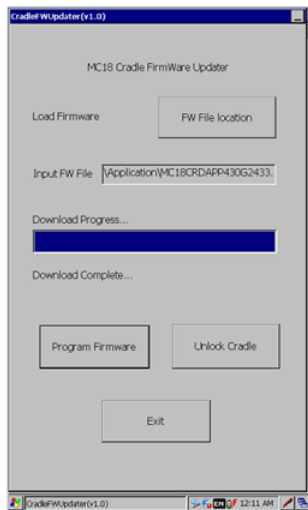 CradleFWUpdater(v1.0)
MC18 Cradle FirmWare Updater
Load Firmware
FW File location
Input FW File
\Application\MC18CRDAPP430G2433.
Download Progress...
Download Complete...
Program Firmware
Unlock Cradle
Exit
CradleFWUpdater(v1.0)
EN
12:11 AM